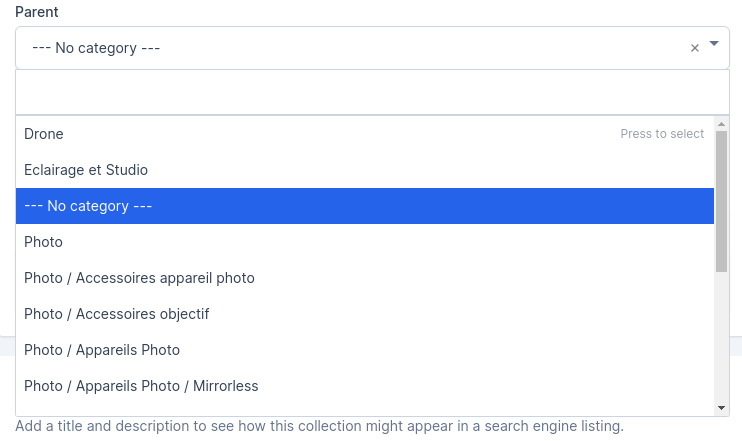 Parent
--- No category ---
×
Drone
Press to select
Eclairage et Studio
--- No category ---
Photo
Photo / Accessoires appareil photo
Photo / Accessoires objectif
Photo / Appareils Photo
Photo / Appareils Photo / Mirrorless
Add a title and description to see how this collection might appear in a search engine listing.